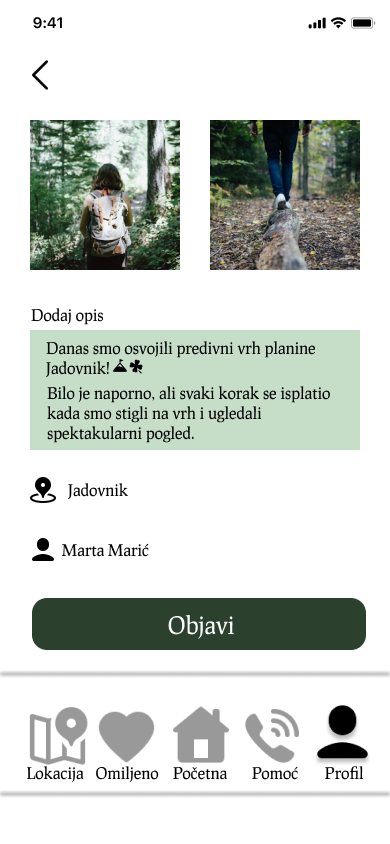 9:41
Dodaj opis
Danas smo osvojili predivni vrh planine
Jadovnik!
Bilo je naporno, ali svaki korak se isplatio
kada smo stigli na vrh i ugledali
spektakularni pogled.
Jadovnik
Marta Marić
Objavi
Lokacija Omiljeno Početna Pomoć Profil